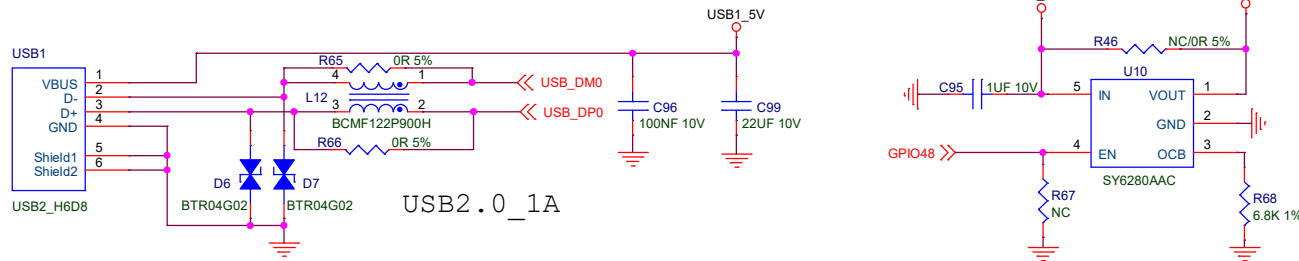 USB1_5V
USB1
R65
0R 5%
R46
NC/0R 5%
U10
VBUS
1
4
1
USB_DM0
D-
2
L12
C95
1UF 10V
5
IN
VOUT
1
D+
3
3
2
USB_DP0
C96
C99
GND
4
BCMF122P900H
100NF 10V
22UF 10V
GND
2
R66
0R 5%
Shield1
5
GPIO48
4
EN
OCB
3
Shield2
6
D6
D7
SY6280AAC
USB2_H6D8
BTR04G02
BTR04G02
USB2.0_1A
R67
NC
R68
6.8K 1%